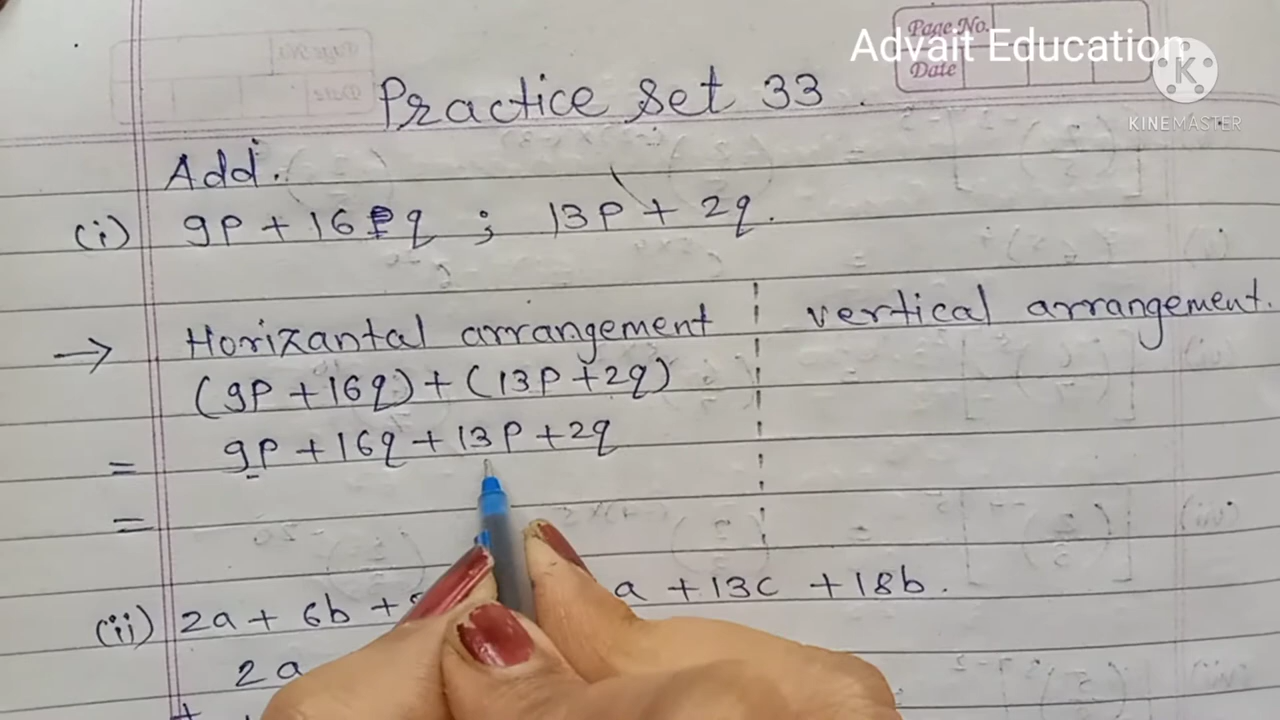 Advait Education
Page No.
Date
KINEMASTER
Practice Set 33.
Add.
(i) 9p + 16q ; 13p + 2q.
→ Horizantal arrangement
vertical arrangement.
(9p + 16q) + (13p + 2q)
= 9p + 16q + 13p + 2q
=
(ii) 2a + 6b + a + 13c + 18b.
2a
+